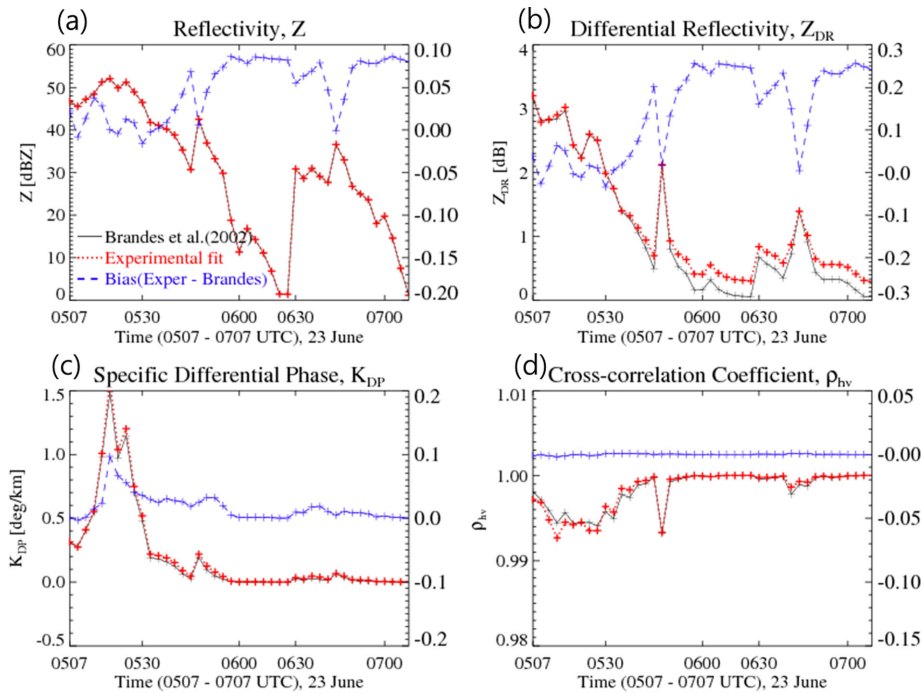 (a)
Reflectivity, Z
60
50
40
30
20
10
0
Z [dBZ]
0.10
0.05
0.00
-0.05
-0.10
-0.15
-0.20
Brandes et al.(2002)
Experimental fit
Bias(Exper - Brandes)
0507 0530 0600 0630 0700
Time (0507 - 0707 UTC), 23 June
(b)
Differential Reflectivity, Z_DR
4
3
2
1
0
Z_DR [dB]
0.3
0.2
0.1
-0.0
-0.1
-0.2
-0.3
0507 0530 0600 0630 0700
Time (0507 - 0707 UTC), 23 June
(c)
Specific Differential Phase, K_DP
1.5
1.0
0.5
0.0
-0.5
K_DP [deg/km]
0.2
0.1
0.0
-0.1
-0.2
0507 0530 0600 0630 0700
Time (0507 - 0707 UTC), 23 June
(d)
Cross-correlation Coefficient, ρ_hv
1.01
1.00
0.99
0.98
ρ_hv
0.05
-0.00
-0.05
-0.10
-0.15
0507 0530 0600 0630 0700
Time (0507 - 0707 UTC), 23 June